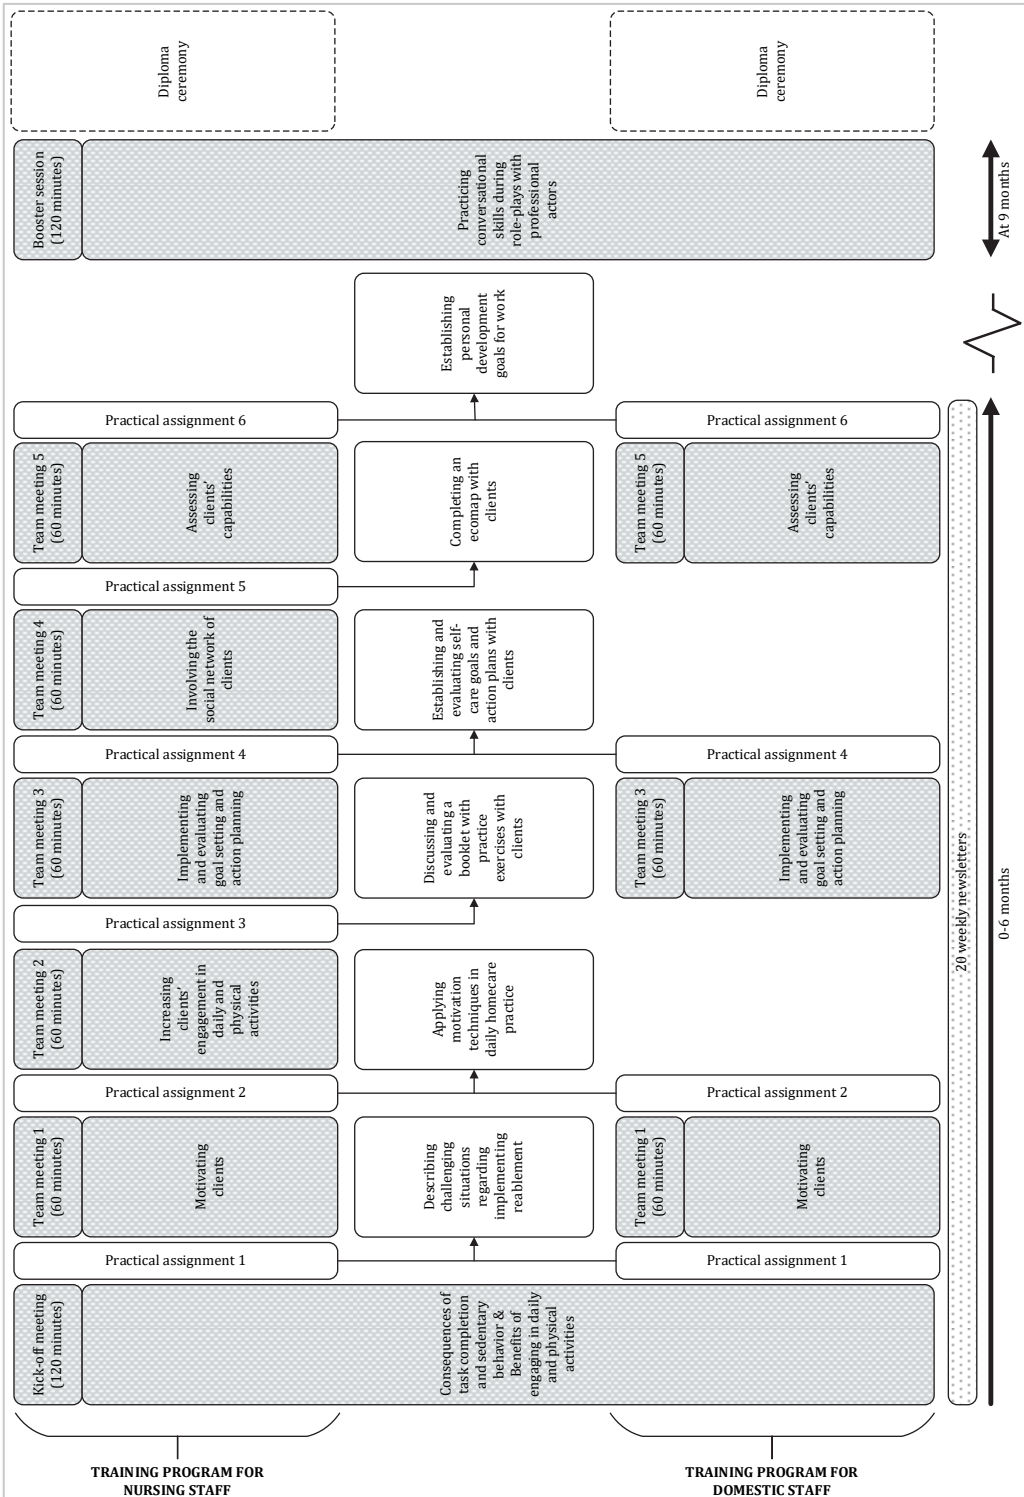 TRAINING PROGRAM FOR
NURSING STAFF
TRAINING PROGRAM FOR
DOMESTIC STAFF
Kick-off meeting
(120 minutes)
Consequences of
task completion
and sedentary
behavior &
Benefits of
engaging in daily
and physical
activities
Practical assignment 1
Practical assignment 1
Describing
challenging
situations
regarding
implementing
reablement
Team meeting 1
(60 minutes)
Motivating
clients
Team meeting 1
(60 minutes)
Motivating
clients
Practical assignment 2
Practical assignment 2
Applying
motivation
techniques in
daily homecare
practice
Team meeting 2
(60 minutes)
Increasing
clients'
engagement in
daily and
physical
activities
Practical assignment 3
Discussing and
evaluating a
booklet with
practice
exercises with
clients
Team meeting 3
(60 minutes)
Implementing
and evaluating
goal setting and
action planning
Team meeting 3
(60 minutes)
Implementing
and evaluating
goal setting and
action planning
Practical assignment 4
Practical assignment 4
Establishing and
evaluating self-
care goals and
action plans with
clients
Team meeting 4
(60 minutes)
Involving the
social network of
clients
Practical assignment 5
Completing an
ecomap with
clients
Team meeting 5
(60 minutes)
Assessing
clients'
capabilities
Team meeting 5
(60 minutes)
Assessing
clients'
capabilities
Practical assignment 6
Practical assignment 6
Establishing
personal
development
goals for work
Booster session
(120 minutes)
Practicing
conversational
skills during
role-plays with
professional
actors
Diploma
ceremony
Diploma
ceremony
20 weekly newsletters
0-6 months
At 9 months